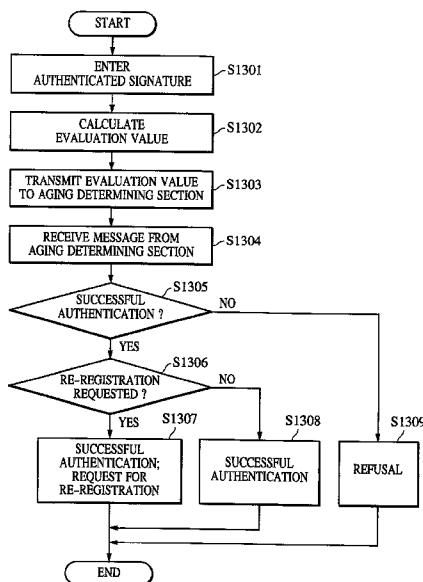 START
ENTER
AUTHENTICATED SIGNATURE
S1301
CALCULATE
EVALUATION VALUE
S1302
TRANSMIT EVALUATION VALUE
TO AGING DETERMINING SECTION
S1303
RECEIVE MESSAGE FROM
AGING DETERMINING SECTION
S1304
S1305
SUCCESSFUL
AUTHENTICATION ?
NO
YES
S1306
RE-REGISTRATION
REQUESTED ?
NO
YES
S1307
SUCCESSFUL
AUTHENTICATION;
REQUEST FOR
RE-REGISTRATION
S1308
SUCCESSFUL
AUTHENTICATION
S1309
REFUSAL
END